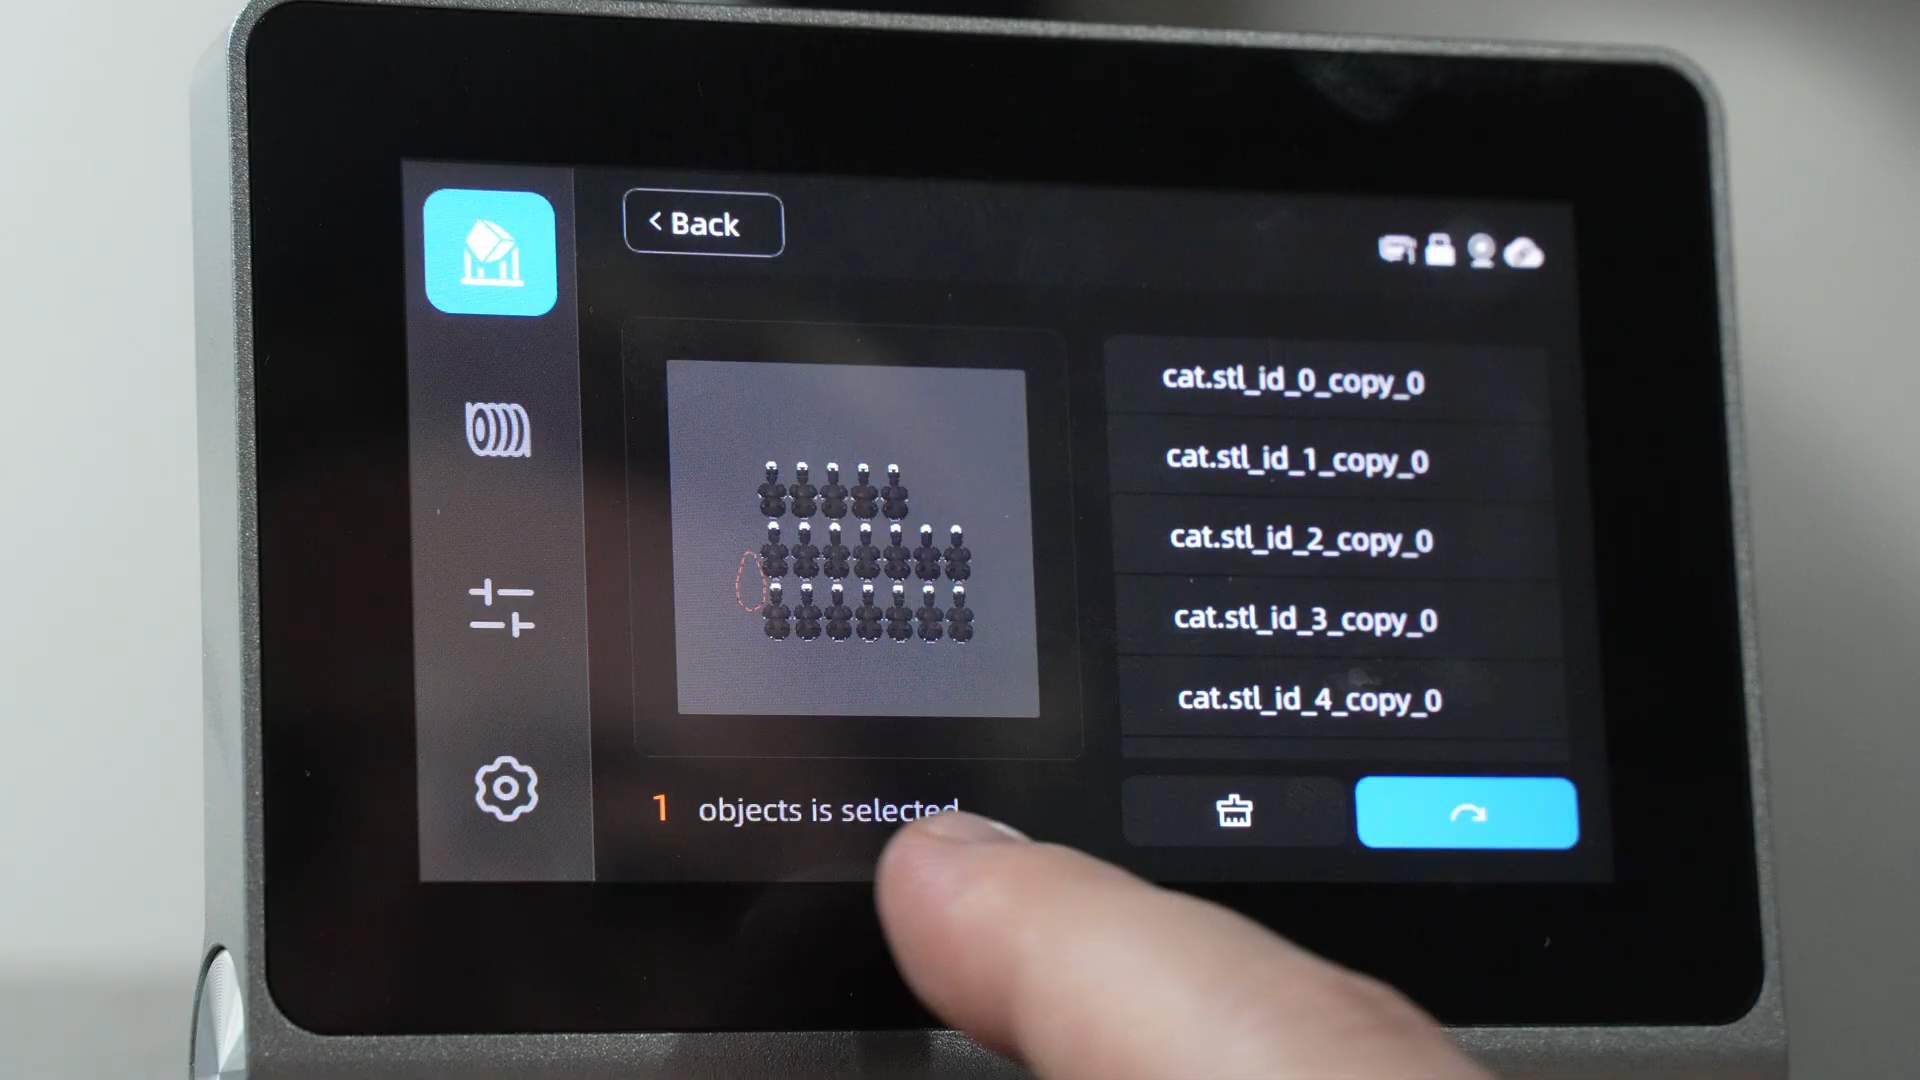 < Back
cat.stl_id_0_copy_0
cat.stl_id_1_copy_0
cat.stl_id_2_copy_0
cat.stl_id_3_copy_0
cat.stl_id_4_copy_0
1 objects is selected